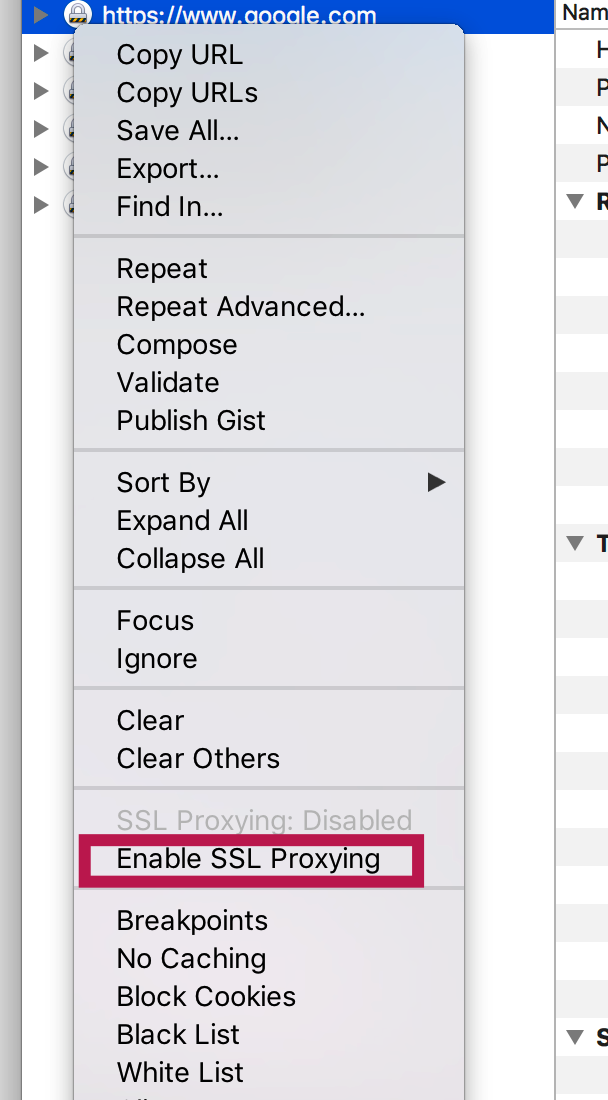 https://www.google.com
Nam
Copy URL
Copy URLs
Save All...
Export...
Find In...
Repeat
Repeat Advanced...
Compose
Validate
Publish Gist
Sort By
Expand All
Collapse All
Focus
Ignore
Clear
Clear Others
SSL Proxying: Disabled
Enable SSL Proxying
Breakpoints
No Caching
Block Cookies
Black List
White List
H
P
N
P
R
T
S